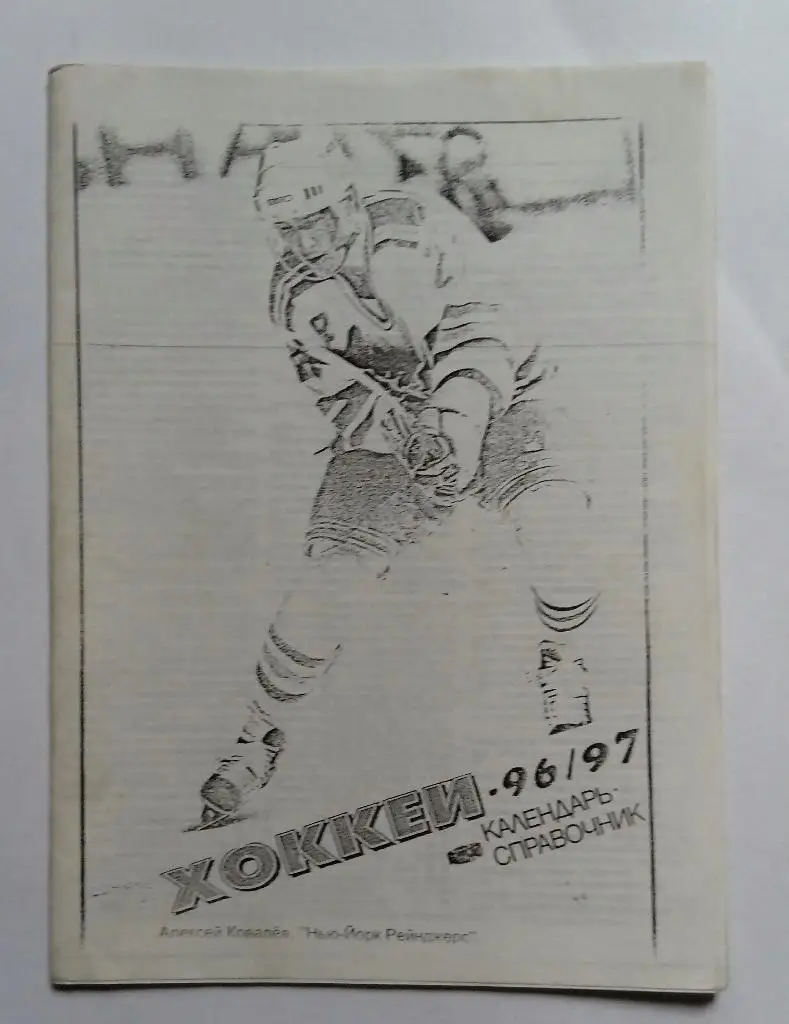 ХОККЕЙ-96/97
КАЛЕНДАРЬ-
СПРАВОЧНИК
Алексей Ковалёв. "Нью-Йорк Рейнджерс"